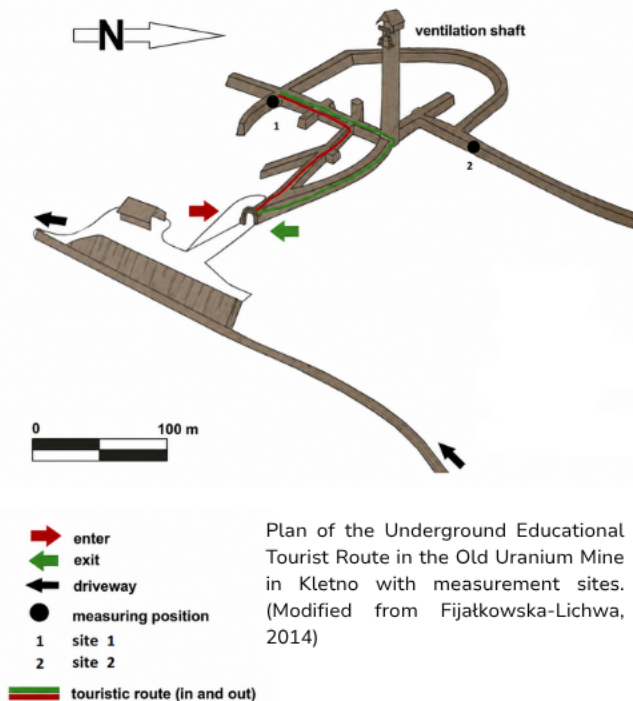 N
ventilation shaft
1
2
0 100 m
enter
exit
driveway
measuring position
1 site 1
2 site 2
touristic route (in and out)
Plan of the Underground Educational
Tourist Route in the Old Uranium Mine
in Kletno with measurement sites.
(Modified from Fijałkowska-Lichwa,
2014)